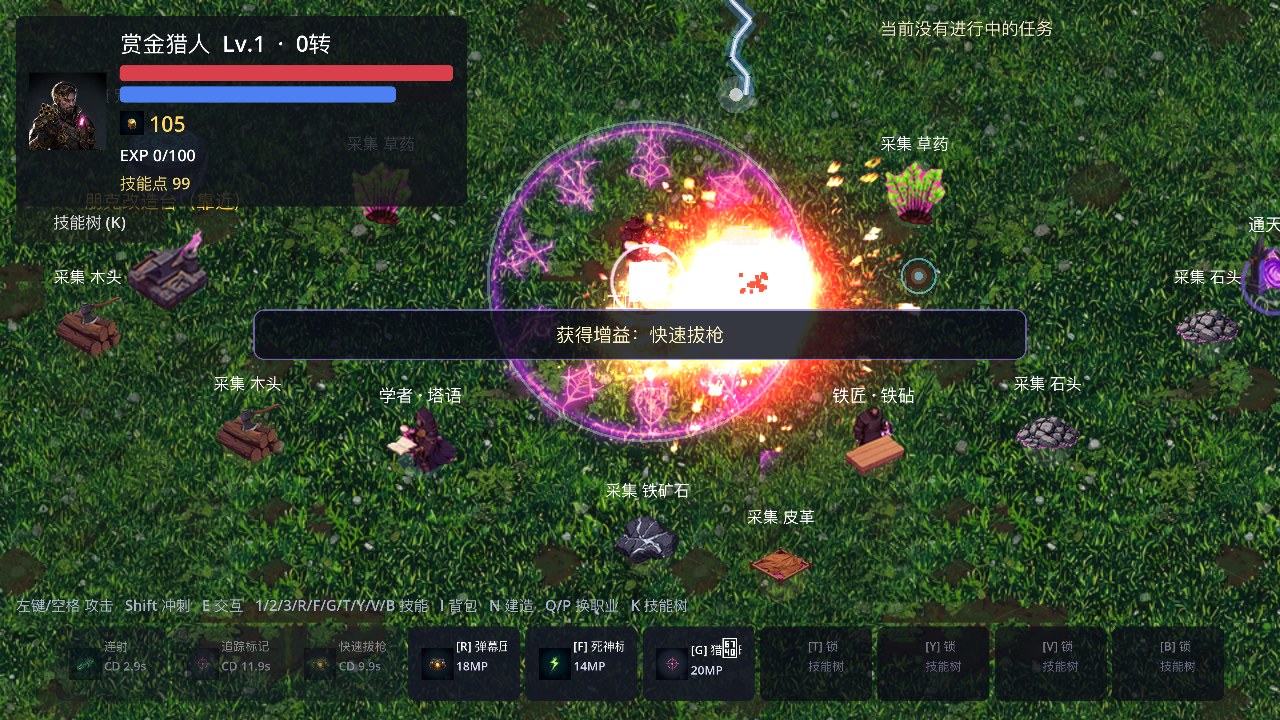 赏金猎人 Lv.1 · 0转
105
EXP 0/100
技能点 99
技能树 (K)
当前没有进行中的任务
采集 草药
采集 草药
通天
采集 木头
采集 石头
获得增益：快速拔枪
采集 木头
学者 · 塔语
铁匠 · 铁砧
采集 石头
采集 铁矿石
采集 皮革
左键/空格 攻击 Shift 冲刺 E 交互 1/2/3/R/F/G/T/Y/V/B 技能 I 背包 N 建造 Q/P 换职业 K 技能树
连射
CD 2.9s
追踪标记
CD 11.9s
快速拔枪
CD 9.9s
[R] 弹幕压
18MP
[F] 死神标
14MP
[G] 猎
20MP
[T] 锁
技能树
[Y] 锁
技能树
[V] 锁
技能树
[B] 锁
技能树